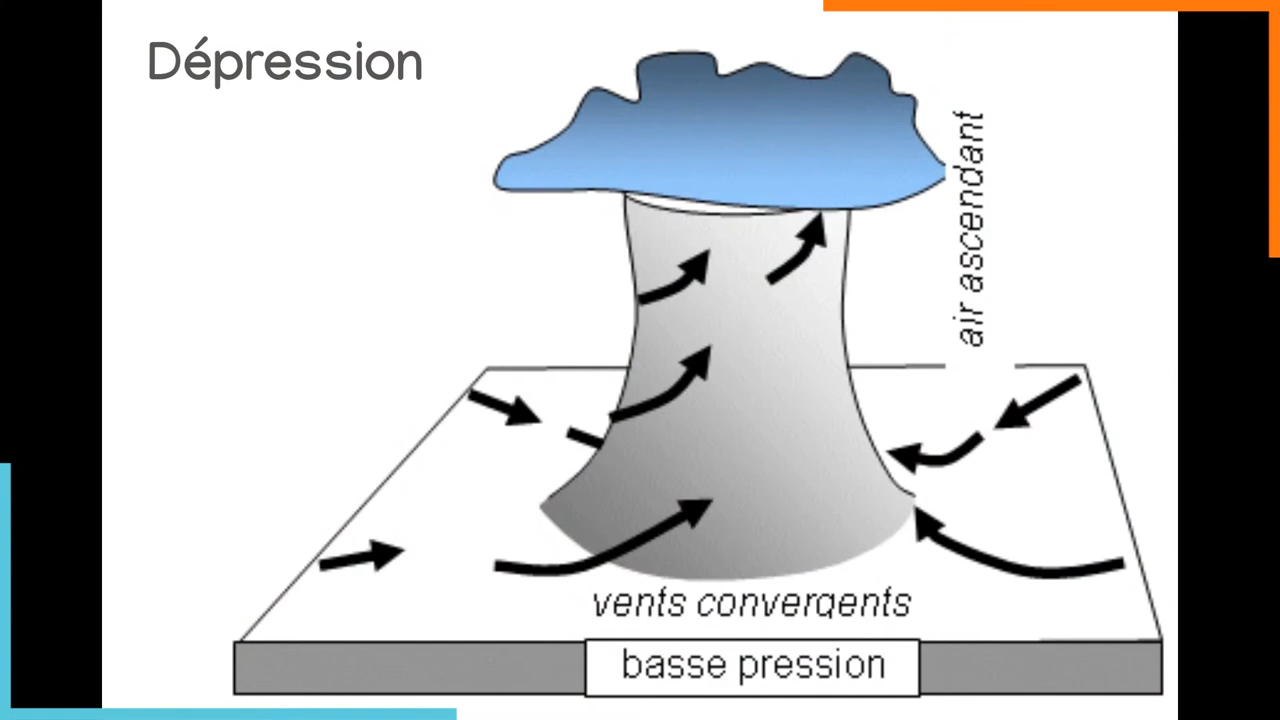 Dépression
air ascendant
vents convergents
basse pression